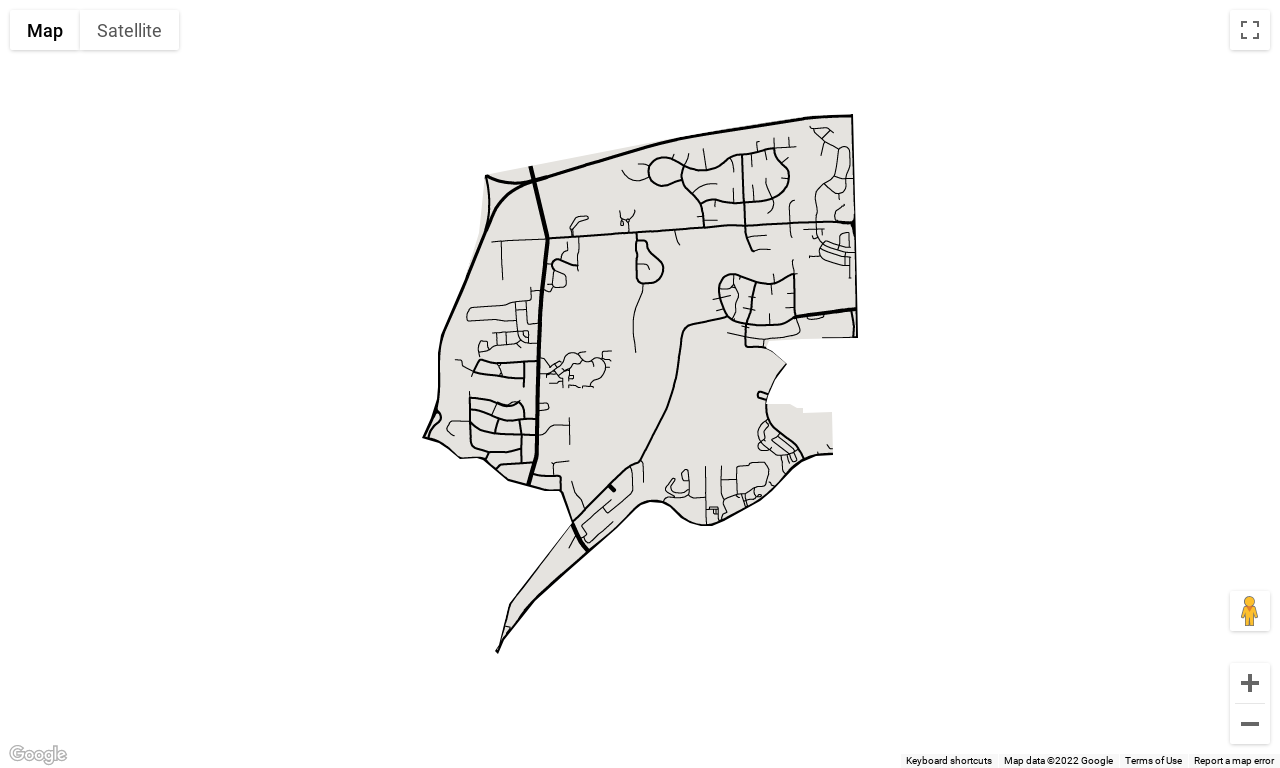 Map Satellite
Google
Keyboard shortcuts Map data ©2022 Google Terms of Use Report a map error